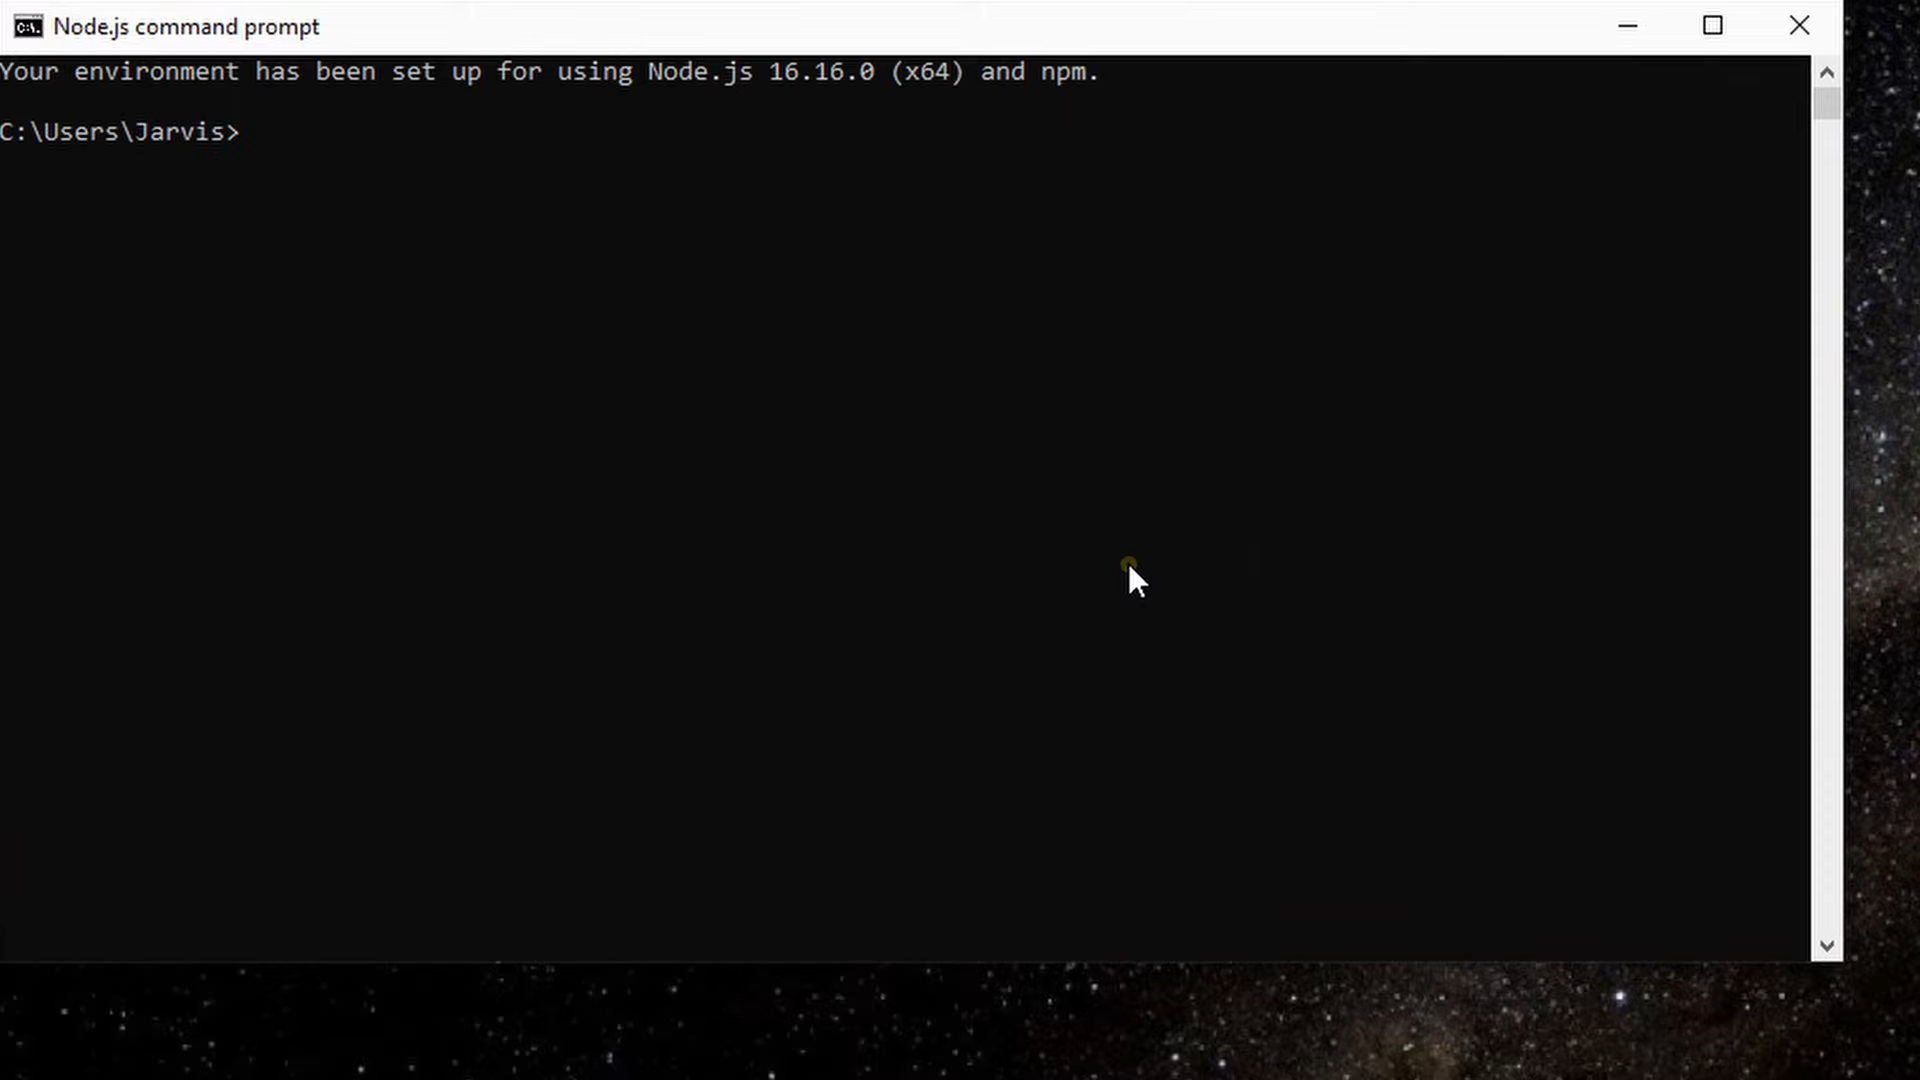 Node.js command prompt
Your environment has been set up for using Node.js 16.16.0 (x64) and npm.
C:\Users\Jarvis>